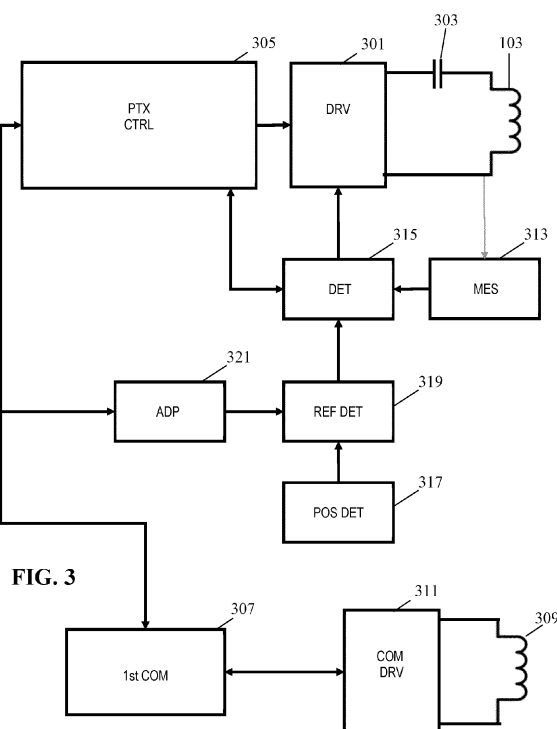 305
301
303
103
PTX
CTRL
DRV
315
313
DET
MES
321
319
ADP
REF DET
317
POS DET
FIG. 3
307
311
309
1st COM
COM
DRV